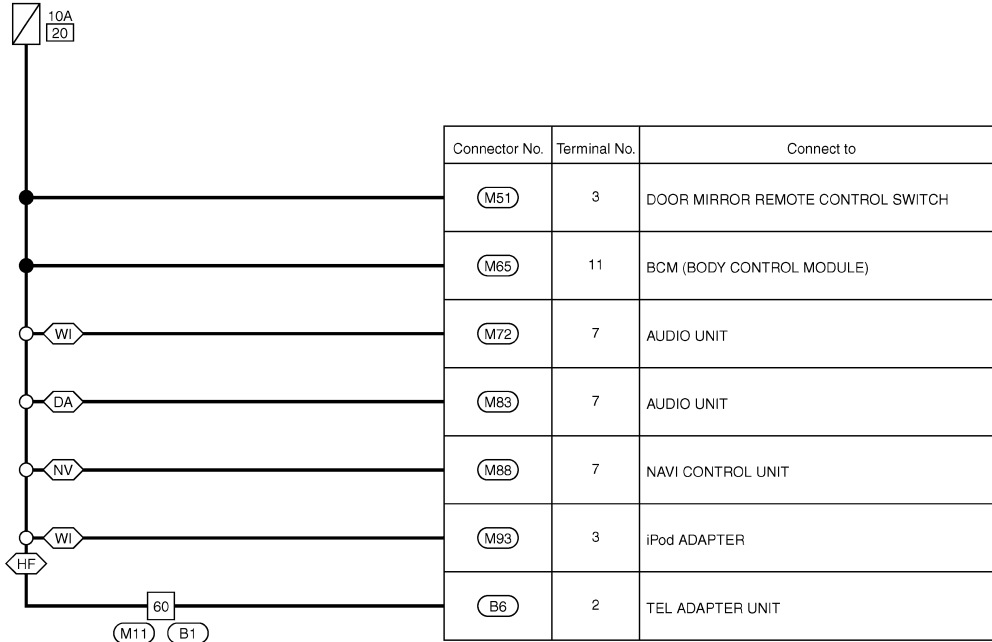 10A
20
Connector No. Terminal No. Connect to
M51 3 DOOR MIRROR REMOTE CONTROL SWITCH
M65 11 BCM (BODY CONTROL MODULE)
WI M72 7 AUDIO UNIT
DA M83 7 AUDIO UNIT
NV M88 7 NAVI CONTROL UNIT
WI M93 3 iPod ADAPTER
HF
60 B6 2 TEL ADAPTER UNIT
M11 B1